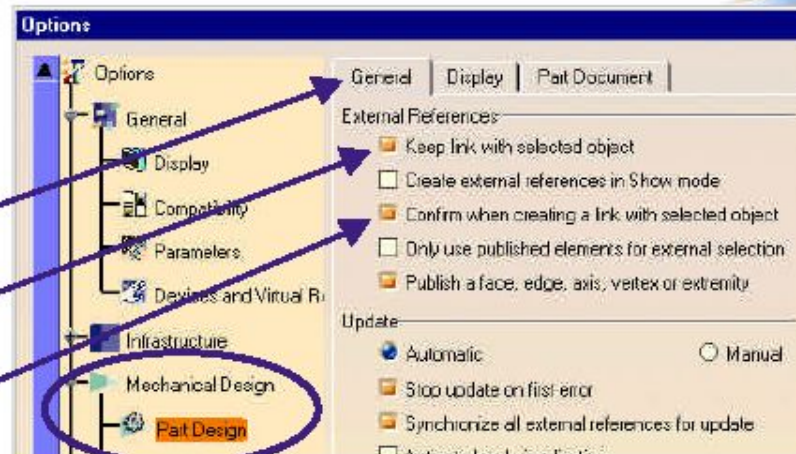 Options
Options
General
Display
Compatibility
Parameters
Devices and Virtual R
Infrastructure
Mechanical Design
Part Design
General
Display
Part Document
External References
Keep link with selected object
Create external references in Show mode
Confirm when creating a link with selected object
Only use published elements for external selection
Publish a face, edge, axis, vertex or extremity
Update
Automatic
Manual
Stop update on first error
Synchronize all external references for update